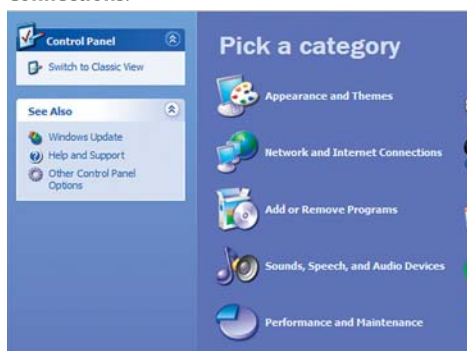 connections.
Control Panel
Switch to Classic View
See Also
Windows Update
Help and Support
Other Control Panel
Options
Pick a category
Appearance and Themes
Network and Internet Connections
Add or Remove Programs
Sounds, Speech, and Audio Devices
Performance and Maintenance